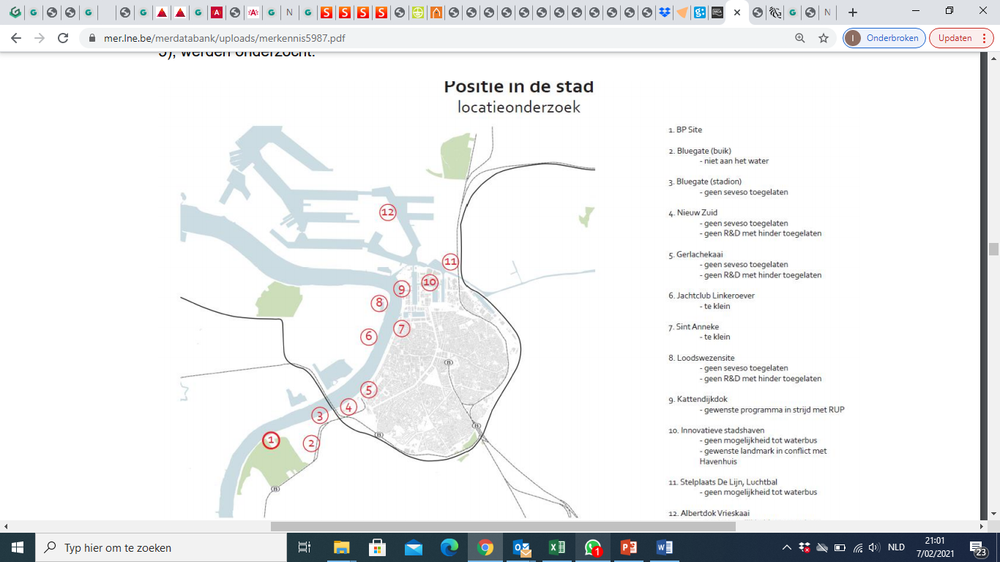 mer.lne.be/merdatabank/uploads/merkennis5987.pdf
I
Onderbroken
Updaten
5), werden onderzocht.
Positie in de stad
locatieonderzoek
1. BP Site
2. Bluegate (buik)
- niet aan het water
3. Bluegate (stadion)
- geen seveso toegelaten
4. Nieuw Zuid
- geen seveso toegelaten
- geen R&D met hinder toegelaten
5. Gerlachekaai
- geen seveso toegelaten
- geen R&D met hinder toegelaten
6. Jachtclub Linkeroever
- te klein
7. Sint Anneke
- te klein
8. Loodswezensite
- geen seveso toegelaten
- geen R&D met hinder toegelaten
9. Kattendijkdok
- gewenste programma in strijd met RUP
10. Innovatieve stadshaven
- geen mogelijkheid tot waterbus
- gewenste landmark in conflict met
Havenhuis
11. Stelplaats De Lijn, Luchtbal
- geen mogelijkheid tot waterbus
12. Albertdok Vrieskaai
12
11
10
9
8
7
6
5
4
3
2
1
B
B
B
B
Typ hier om te zoeken
1
NLD
21:01
7/02/2021
23